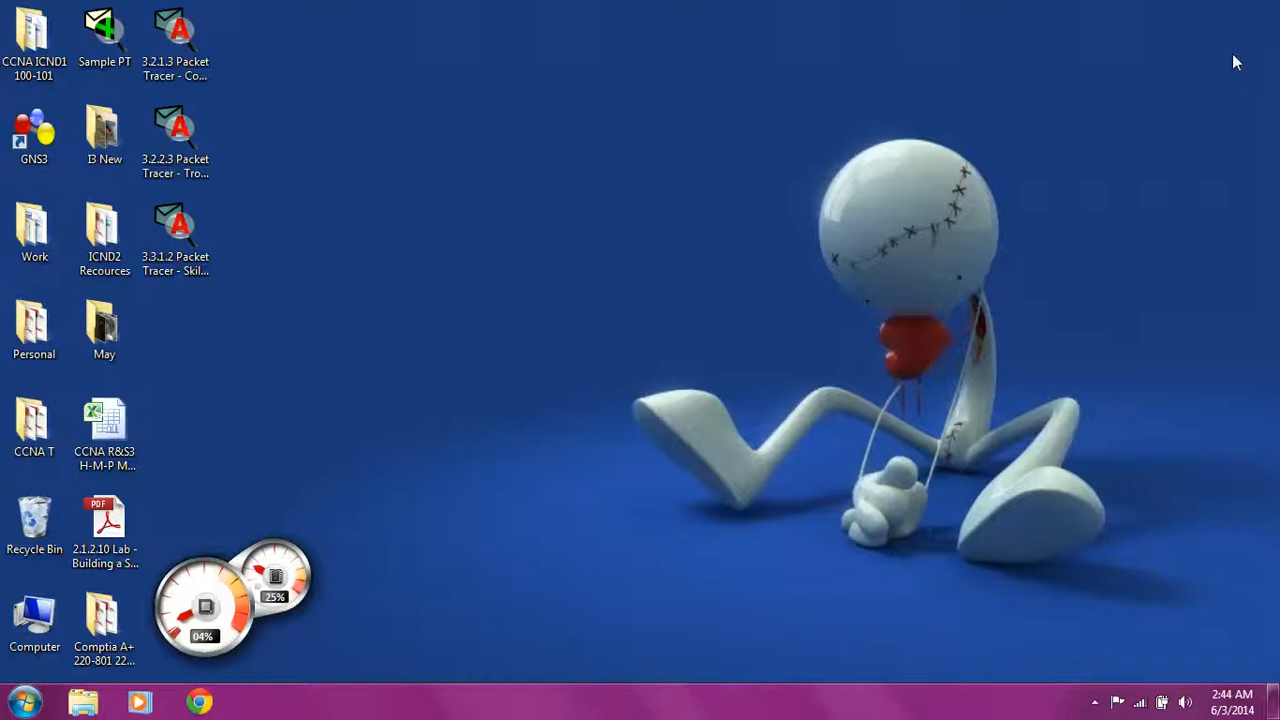 CCNA ICND1
100-101
Sample PT
3.2.1.3 Packet
Tracer - Co...
GNS3
I3 New
3.2.2.3 Packet
Tracer - Tro...
Work
ICND2
Recources
3.3.1.2 Packet
Tracer - Skil...
Personal
May
CCNA T
CCNA R&S3
H-M-P M...
Recycle Bin
PDF
2.1.2.10 Lab -
Building a S...
Computer
Comptia A+
220-801 22...
25%
04%
2:44 AM
6/3/2014